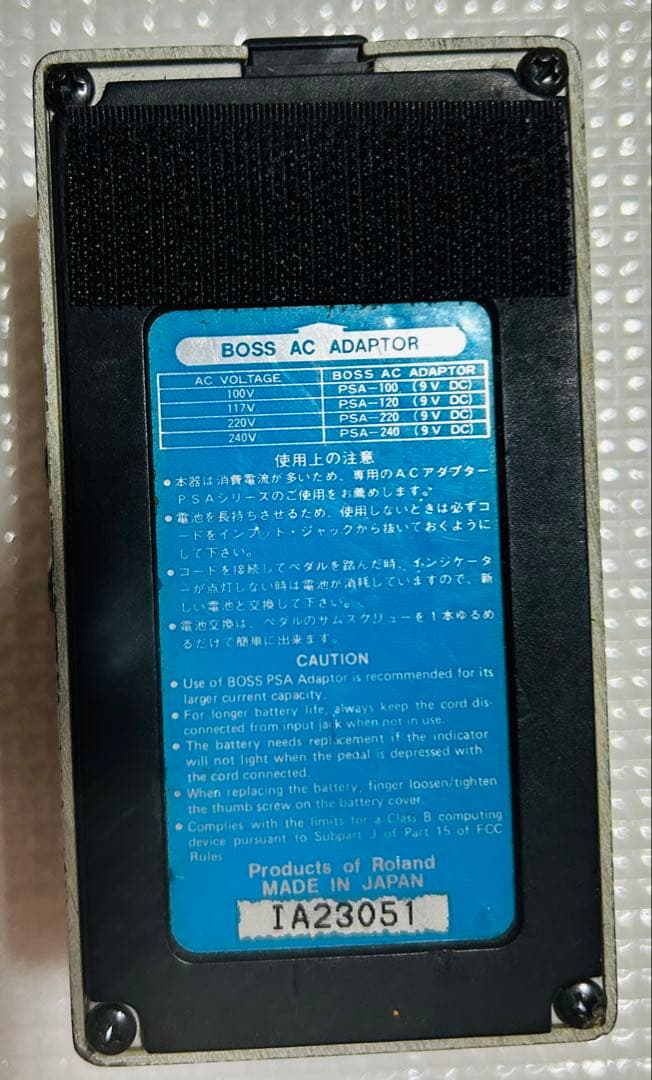 BOSS AC ADAPTOR
AC VOLTAGE BOSS AC ADAPTOR
100V PSA-100 (9V DC)
117V PSA-120 (9V DC)
220V PSA-220 (9V DC)
240V PSA-240 (9V DC)
使用上の注意
●本器は消費電流が多いため、専用のACアダプター
PSAシリーズのご使用をお薦めします。
●電池を長持ちさせるため、使用しないときは必ずコ
ードをインプット・ジャックから抜いておくように
して下さい。
●コードを接続してペダルを踏んだ時、インジケータ
ーが点灯しない時は電池が消耗していますので、新
しい電池と交換して下さい。
●電池交換は、ペダルのサムスクリューを1本ゆるめ
るだけで簡単に出来ます。
CAUTION
● Use of BOSS PSA Adaptor is recommended for its
larger current capacity.
● For longer battery life, always keep the cord dis-
connected from input jack when not in use.
● The battery needs replacement if the indicator
will not light when the pedal is depressed with
the cord connected.
● When replacing the battery, finger loosen/tighten
the thumb screw on the battery cover.
● Complies with the limits for a Class B computing
device pursuant to Subpart J of Part 15 of FCC
Rules
Products of Roland
MADE IN JAPAN
IA23051